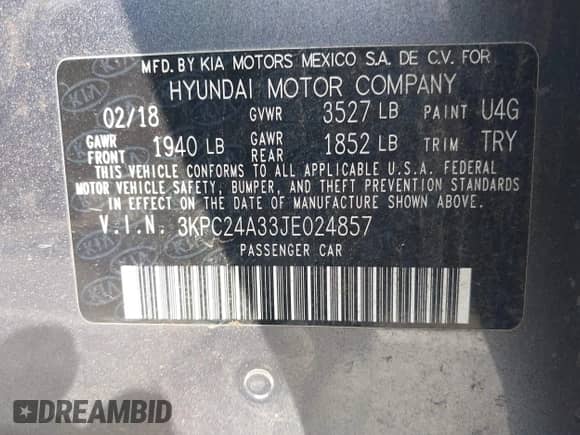 MFD. BY KIA MOTORS MEXICO S.A. DE C.V. FOR
HYUNDAI MOTOR COMPANY
02/18 GVWR 3527 LB PAINT U4G
GAWR FRONT 1940 LB GAWR REAR 1852 LB TRIM TRY
THIS VEHICLE CONFORMS TO ALL APPLICABLE U.S.A. FEDERAL
MOTOR VEHICLE SAFETY, BUMPER, AND THEFT PREVENTION STANDARDS
IN EFFECT ON THE DATE OF MANUFACTURE SHOWN ABOVE.
V.I.N. 3KPC24A33JE024857
PASSENGER CAR
DREAMBID